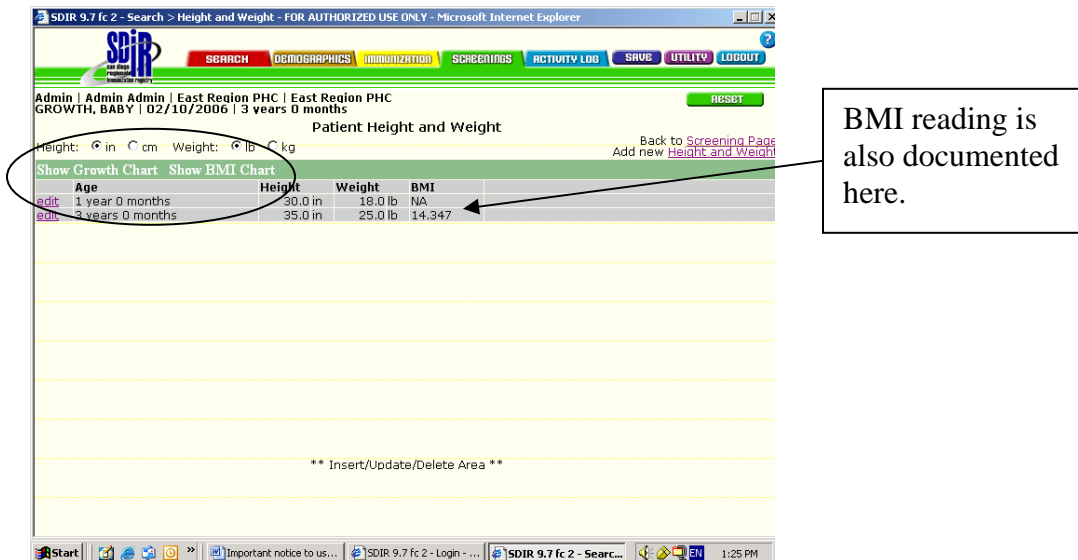 SDIR 9.7 fc 2 - Search > Height and Weight - FOR AUTHORIZED USE ONLY - Microsoft Internet Explorer
SDIR
san diego
regional
immunization registry
SEARCH DEMOGRAPHICS IMMUNIZATION SCREENINGS ACTIVITY LOG SAVE UTILITY LOGOUT
?
Admin | Admin Admin | East Region PHC | East Region PHC
GROWTH, BABY | 02/10/2006 | 3 years 0 months
RESET
Patient Height and Weight
Height: in cm Weight: lb kg
Back to Screening Page
Add new Height and Weight
Show Growth Chart Show BMI Chart
Age Height Weight BMI
edit 1 year 0 months 30.0 in 18.0 lb NA
edit 3 years 0 months 35.0 in 25.0 lb 14.347
** Insert/Update/Delete Area **
Start » Important notice to us... SDIR 9.7 fc 2 - Login - ... SDIR 9.7 fc 2 - Searc... EN 1:25 PM
BMI reading is
also documented
here.